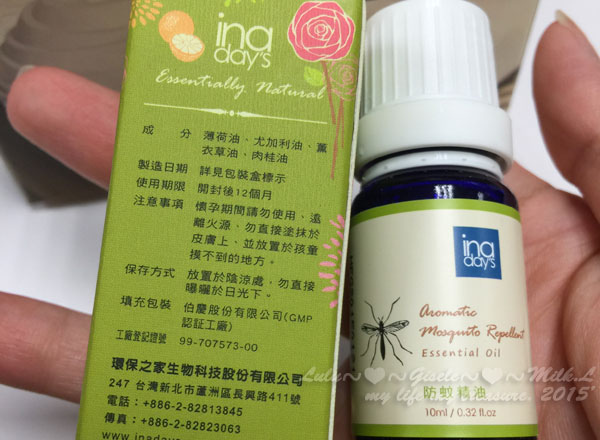 ina
day's
Essentially Natural
成 分 薄荷油、尤加利油、薰
衣草油、肉桂油
製造日期 詳見包裝盒標示
使用期限 開封後12個月
注意事項 懷孕期間請勿使用，遠
離火源，勿直接塗抹於
皮膚上，並放置於孩童
摸不到的地方。
保存方式 放置於陰涼處，勿直接
曝曬於日光下。
填充包裝 伯慶股份有限公司(GMP
認証工廠)
工廠登記證號 99-707573-00
環保之家生物科技股份有限公司
247 台灣新北市蘆洲區長興路411號
電話：+886-2-82813845
傳真：+886-2-82823063
ina
day's
Aromatic
Mosquito Repellent
Essential Oil
防蚊精油
10ml / 0.32 fl.oz
Lulu~♥~Gisele~♥~Milk.L